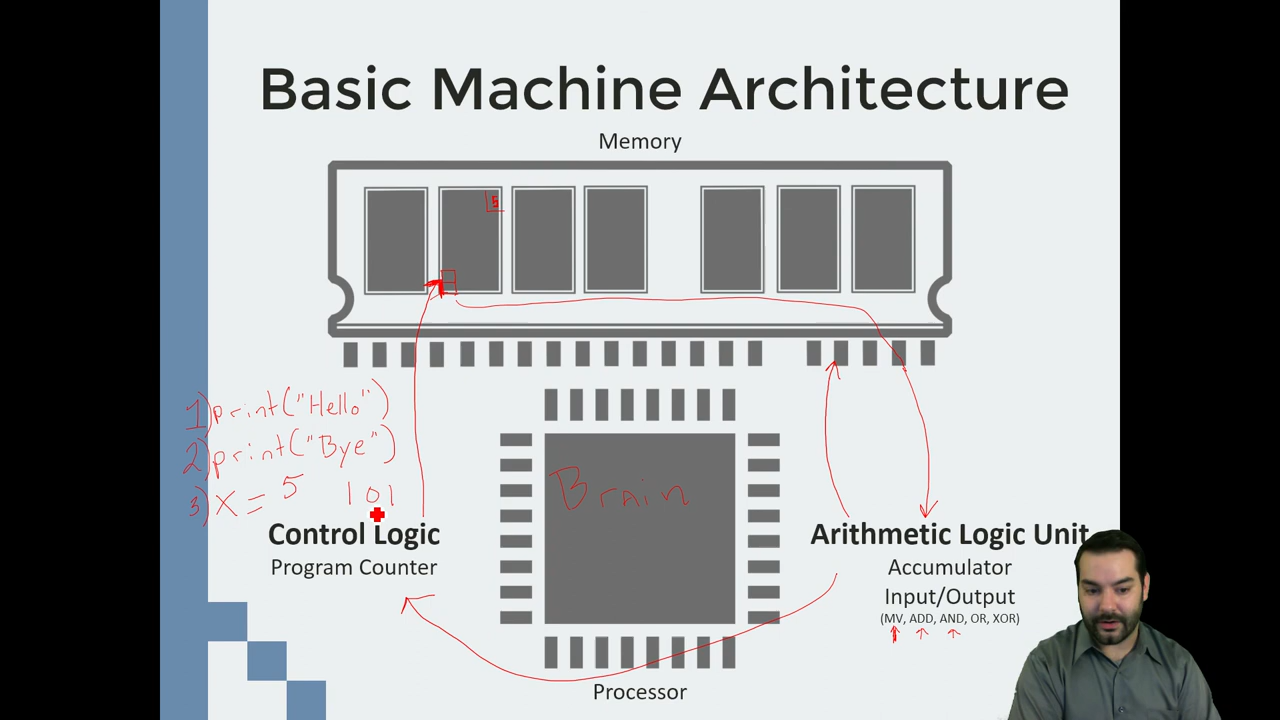 Basic Machine Architecture
Memory
5
1) print("Hello")
2) print("Bye")
3) X = 5 101
Brain
Control Logic
Program Counter
Arithmetic Logic Unit
Accumulator
Input/Output
(MV, ADD, AND, OR, XOR)
Processor